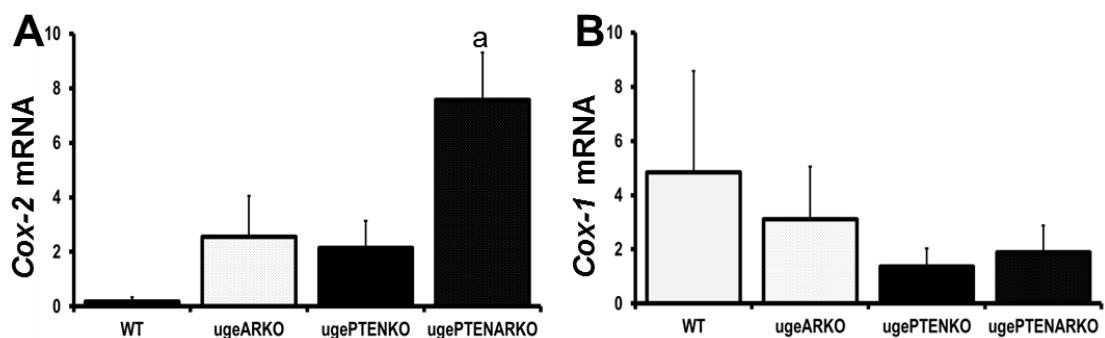 A
a
Cox-2 mRNA
10
8
6
4
2
0
WT ugeARKO ugePTENKO ugePTENARKO
B
Cox-1 mRNA
10
8
6
4
2
0
WT ugeARKO ugePTENKO ugePTENARKO